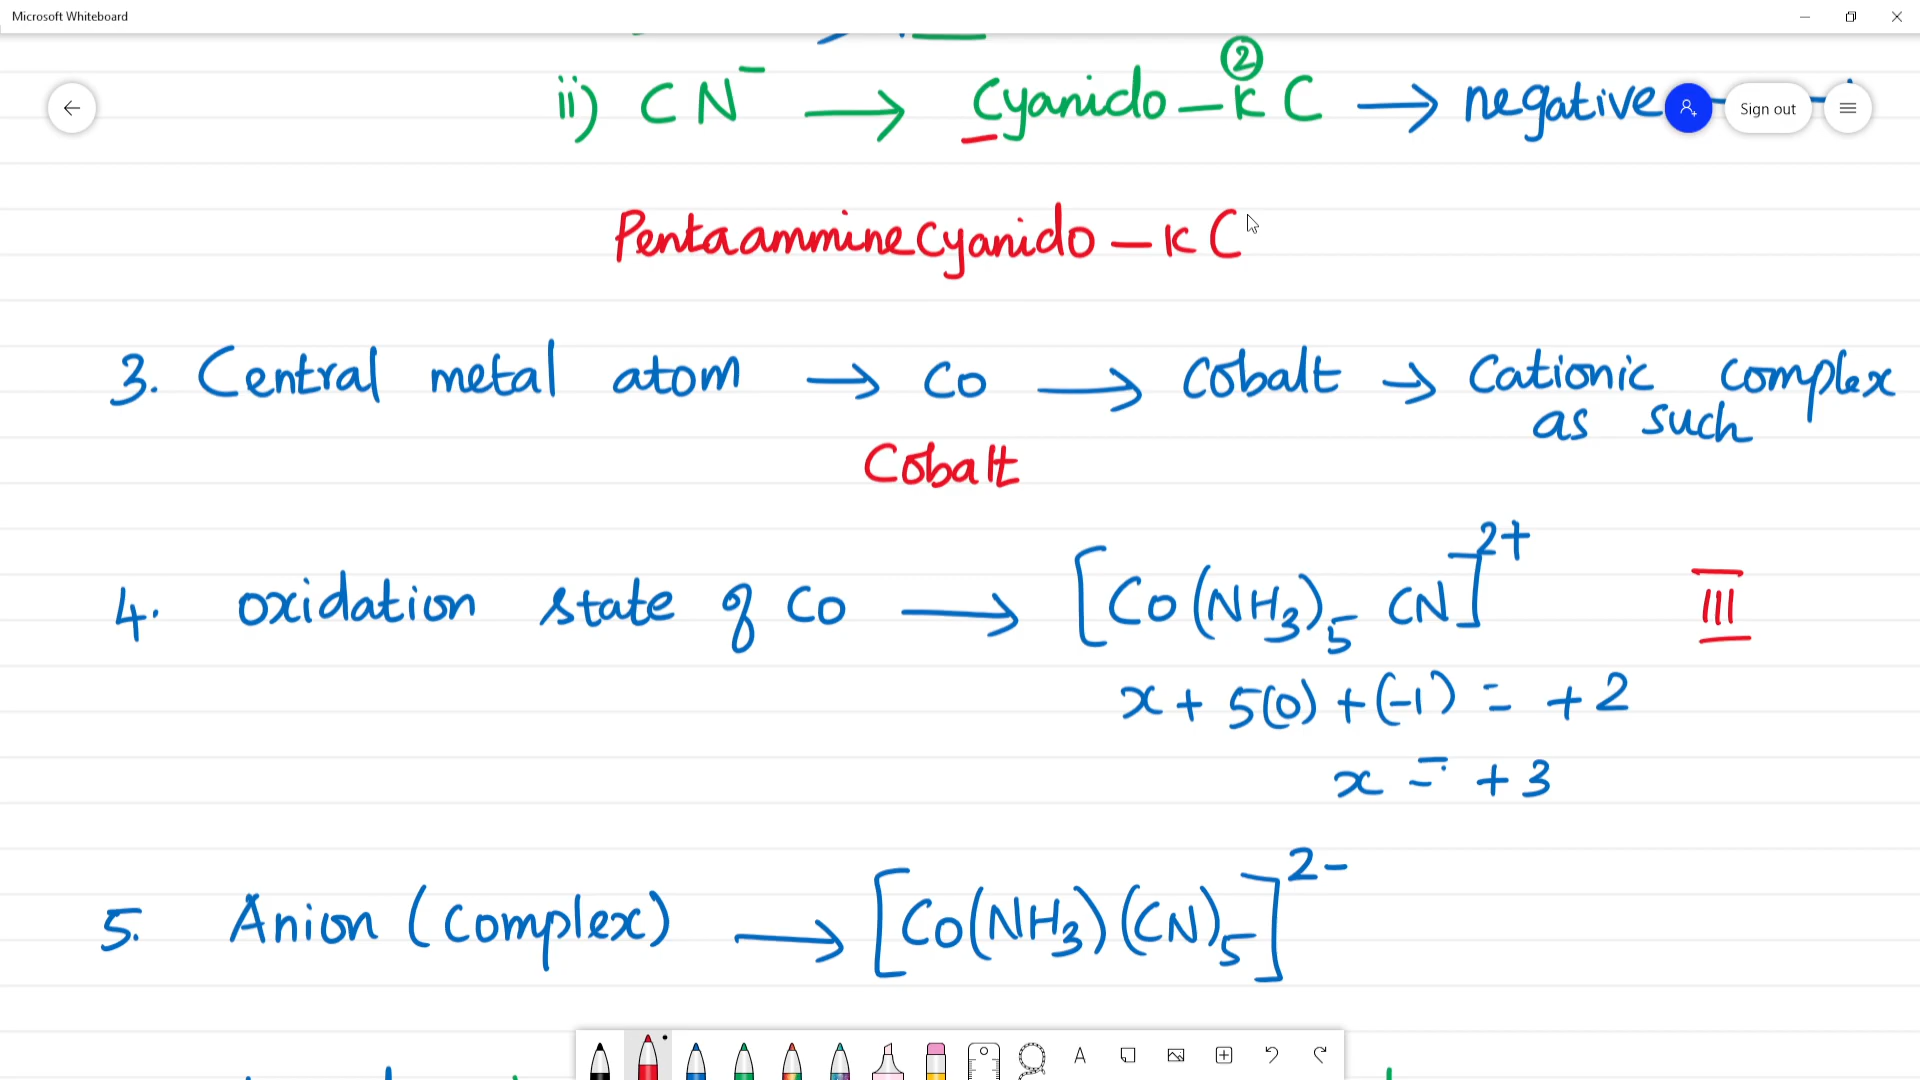 Microsoft Whiteboard
②
ii) CN⁻ → Cyanido – κ C → negative
Sign out
Pentaamminecyanido – κ C
3. Central metal atom → Co → Cobalt → Cationic complex
as such
Cobalt
4. oxidation state of Co → [Co(NH₃)₅ CN]²⁺ III
x + 5(0) + (-1) = +2
x = +3
5. Anion (complex) → [Co(NH₃)(CN)₅]²⁻
A